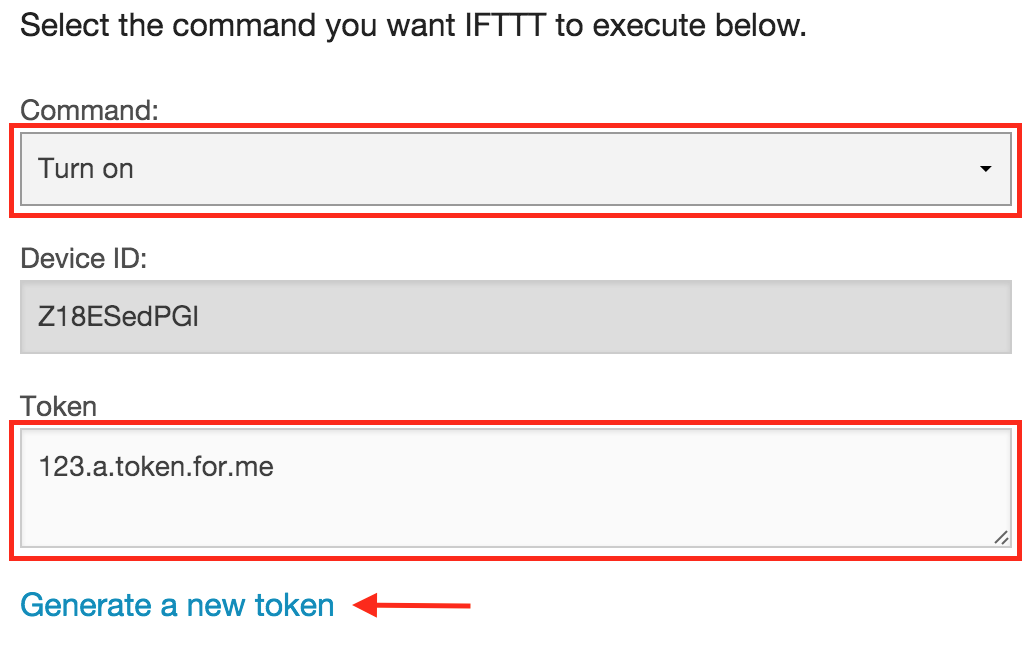 Select the command you want IFTTT to execute below.
Command:
Turn on
Device ID:
Z18ESedPGl
Token
123.a.token.for.me
Generate a new token